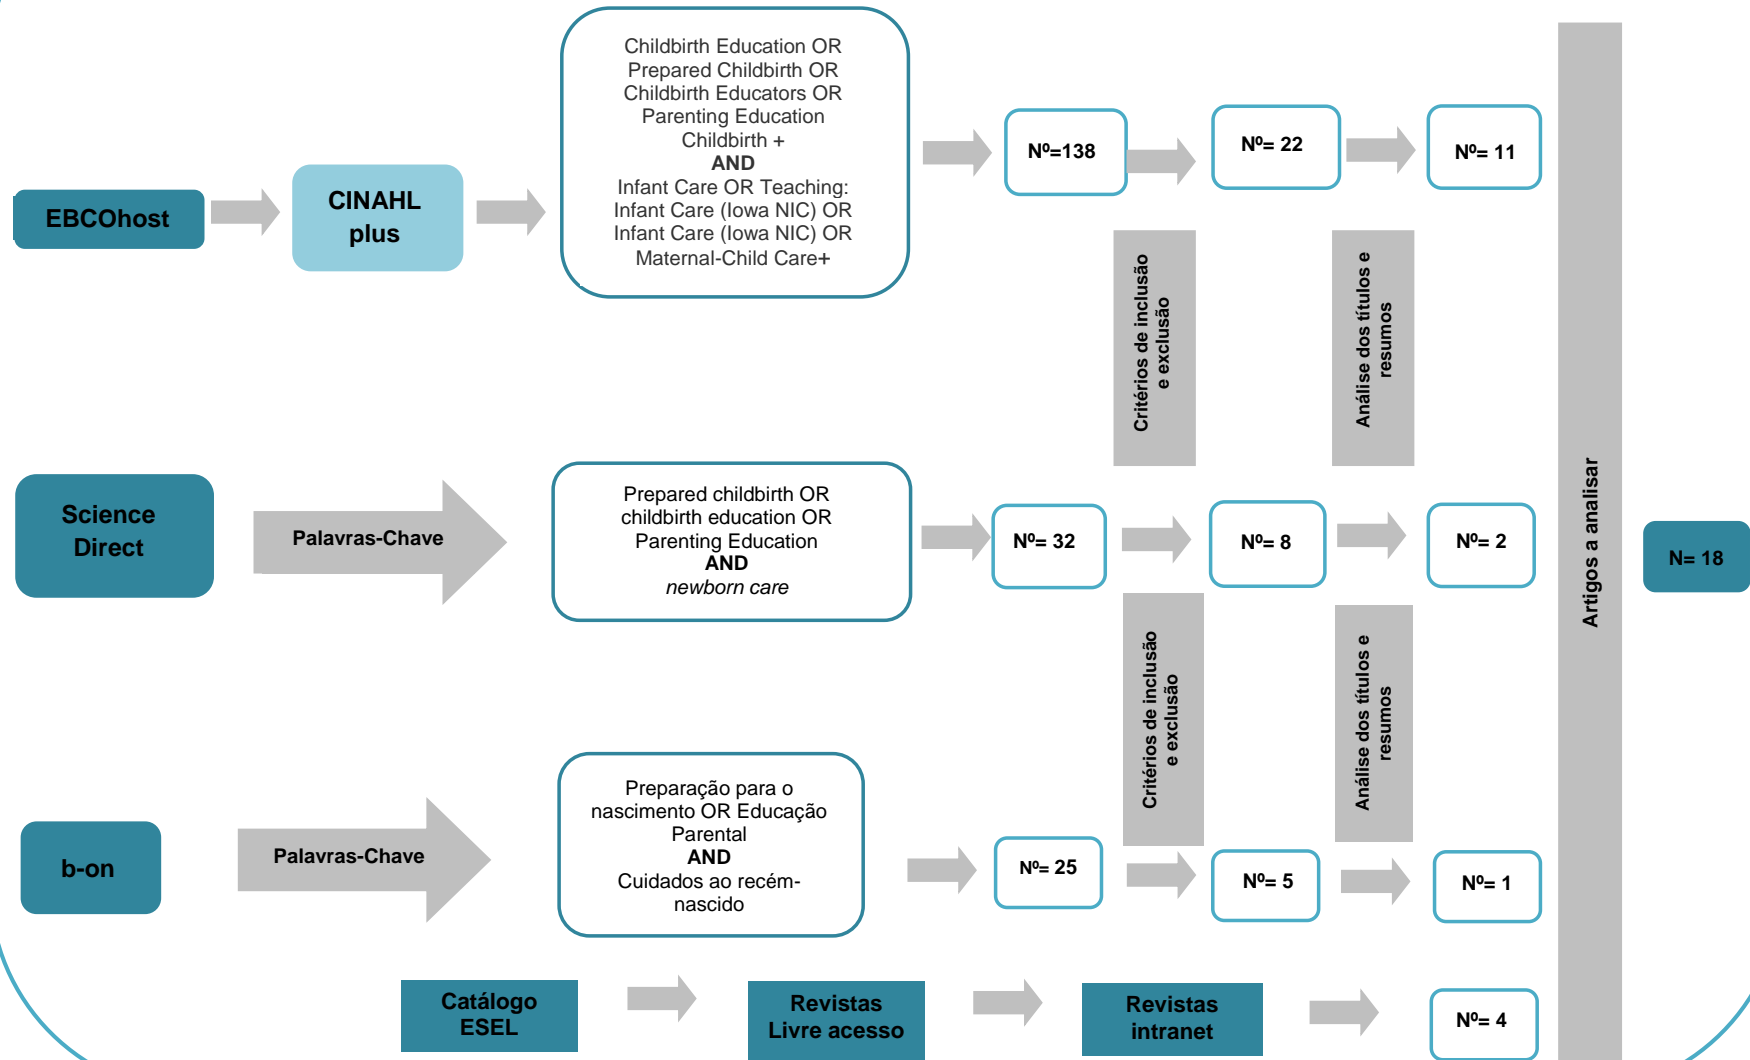 EBCOhost
CINAHL
plus
Childbirth Education OR
Prepared Childbirth OR
Childbirth Educators OR
Parenting Education
Childbirth +
AND
Infant Care OR Teaching:
Infant Care (Iowa NIC) OR
Infant Care (Iowa NIC) OR
Maternal-Child Care+
Nº=138
Nº= 22
Nº= 11
Critérios de inclusão
e exclusão
Análise dos títulos e
resumos
Science
Direct
Palavras-Chave
Prepared childbirth OR
childbirth education OR
Parenting Education
AND
newborn care
Nº= 32
Nº= 8
Nº= 2
Critérios de inclusão
e exclusão
Análise dos títulos e
resumos
b-on
Palavras-Chave
Preparação para o
nascimento OR Educação
Parental
AND
Cuidados ao recém-
nascido
Nº= 25
Nº= 5
Nº= 1
Catálogo
ESEL
Revistas
Livre acesso
Revistas
intranet
Nº= 4
Artigos a analisar
N= 18